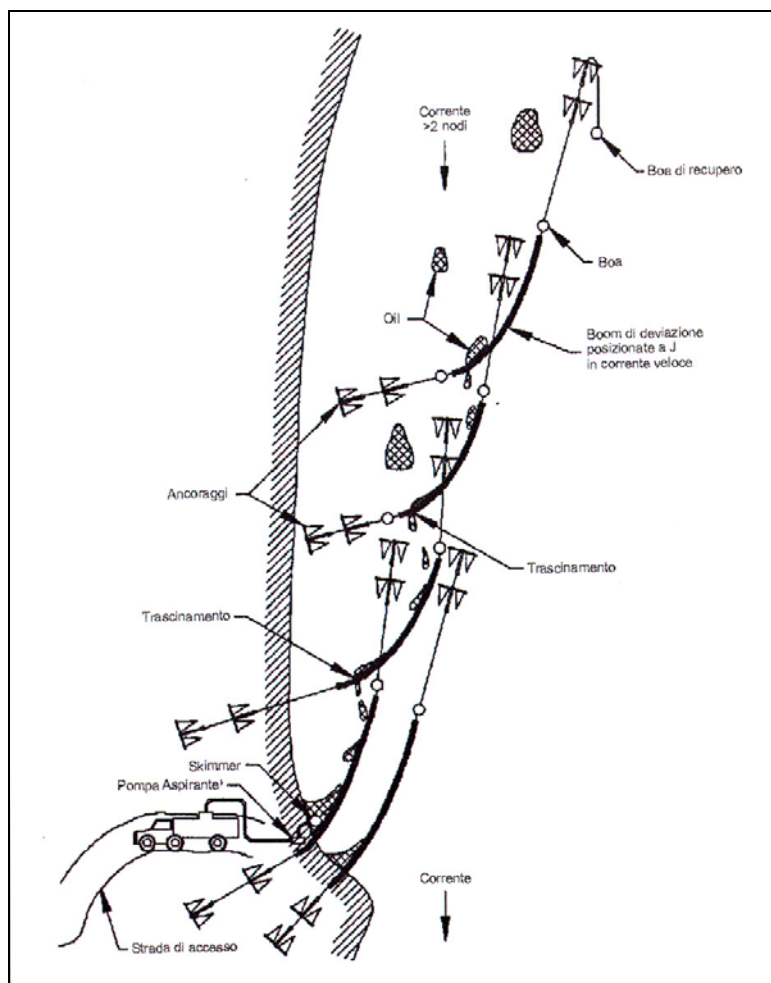 Corrente
>2 nodi
Boa di recupero
Boa
Oil
Boom di deviazione
posizionate a J
in corrente veloce
Ancoraggi
Trascinamento
Trascinamento
Skimmer
Pompa Aspirante¹
Corrente
Strada di accesso